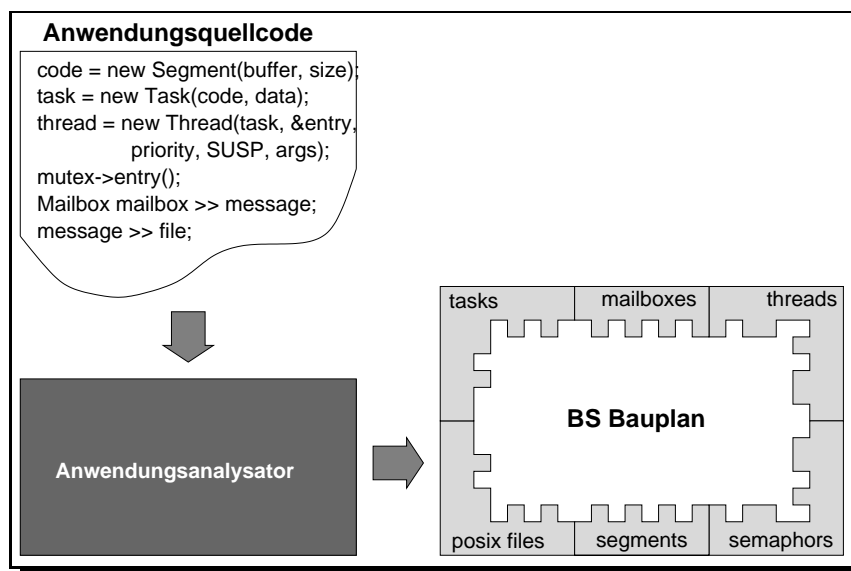 Anwendungsquellcode
code = new Segment(buffer, size);
task = new Task(code, data);
thread = new Thread(task, &entry,
priority, SUSP, args);
mutex->entry();
Mailbox mailbox >> message;
message >> file;
tasks
mailboxes
threads
BS Bauplan
Anwendungsanalysator
posix files
segments
semaphors